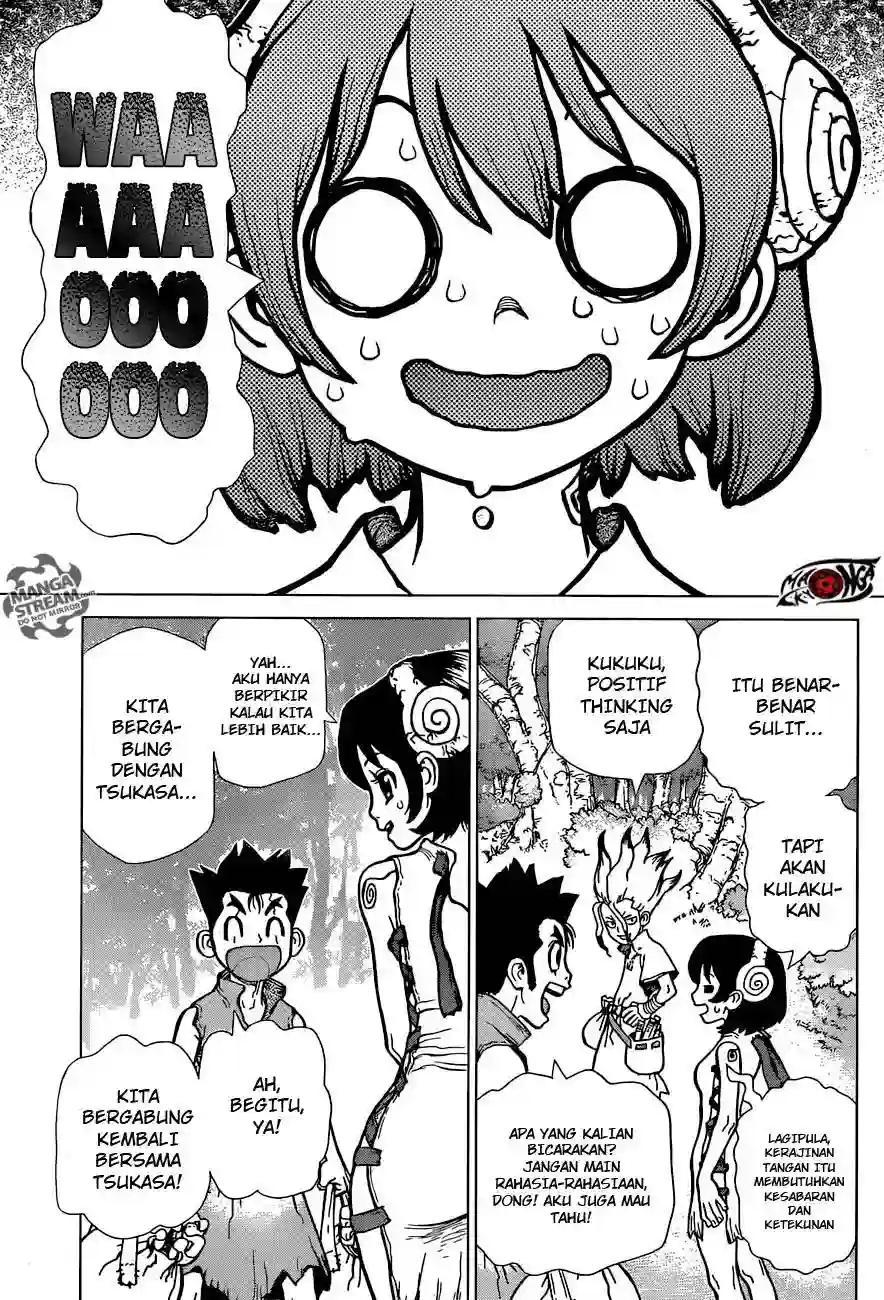 WAA
AAA
OOO
OOO
MANGA
STREAM.com
DO NOT MIRROR
ITU BENAR-
BENAR
SULIT...
TAPI
AKAN
KULAKU-
KAN
KUKUKU,
POSITIF
THINKING
SAJA
APA YANG KALIAN
BICARAKAN?
JANGAN MAIN
RAHASIA-RAHASIAAN,
DONG! AKU JUGA MAU
TAHU!
LAGIPULA,
KERAJINAN
TANGAN ITU
MEMBUTUHKAN
KESABARAN
DAN
KETEKUNAN
YAH...
AKU HANYA
BERPIKIR
KALAU KITA
LEBIH BAIK...
KITA
BERGA-
BUNG
DENGAN
TSUKASA...
AH,
BEGITU,
YA!
KITA
BERGABUNG
KEMBALI
BERSAMA
TSUKASA!